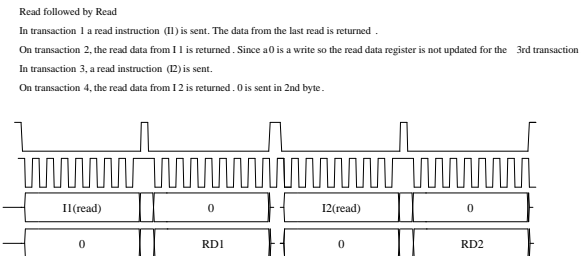 Read followed by Read
In transaction 1 a read instruction (I1) is sent. The data from the last read is returned .
On transaction 2, the read data from I 1 is returned . Since a 0 is a write so the read data register is not updated for the 3rd transaction
In transaction 3, a read instruction (I2) is sent.
On transaction 4, the read data from I 2 is returned . 0 is sent in 2nd byte .
I1(read) 0 I2(read) 0
0 RD1 0 RD2